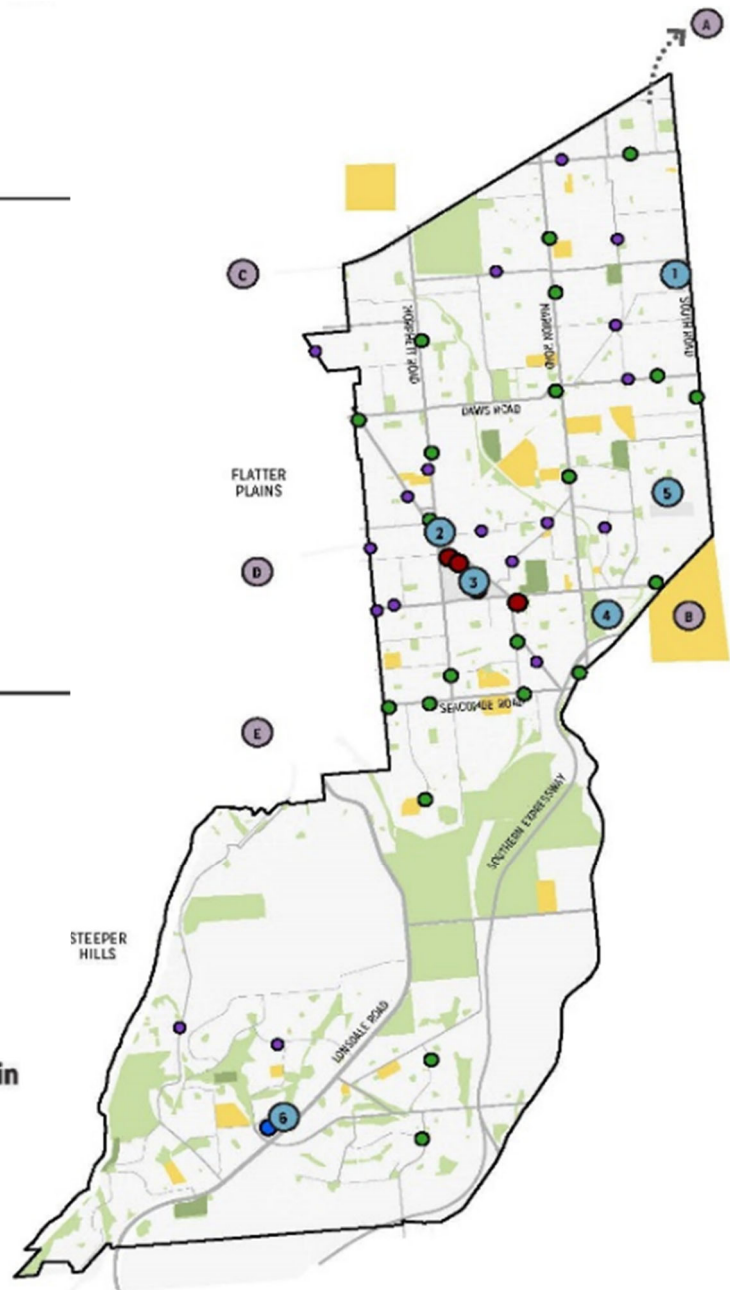 A
C
1
MORPHETT ROAD
MARION ROAD
SOUTH ROAD
DAWS ROAD
FLATTER
PLAINS
5
2
D
3
4
B
SEACOMBE ROAD
E
SOUTHERN EXPRESSWAY
STEEPER
HILLS
LONSDALE ROAD
in
6